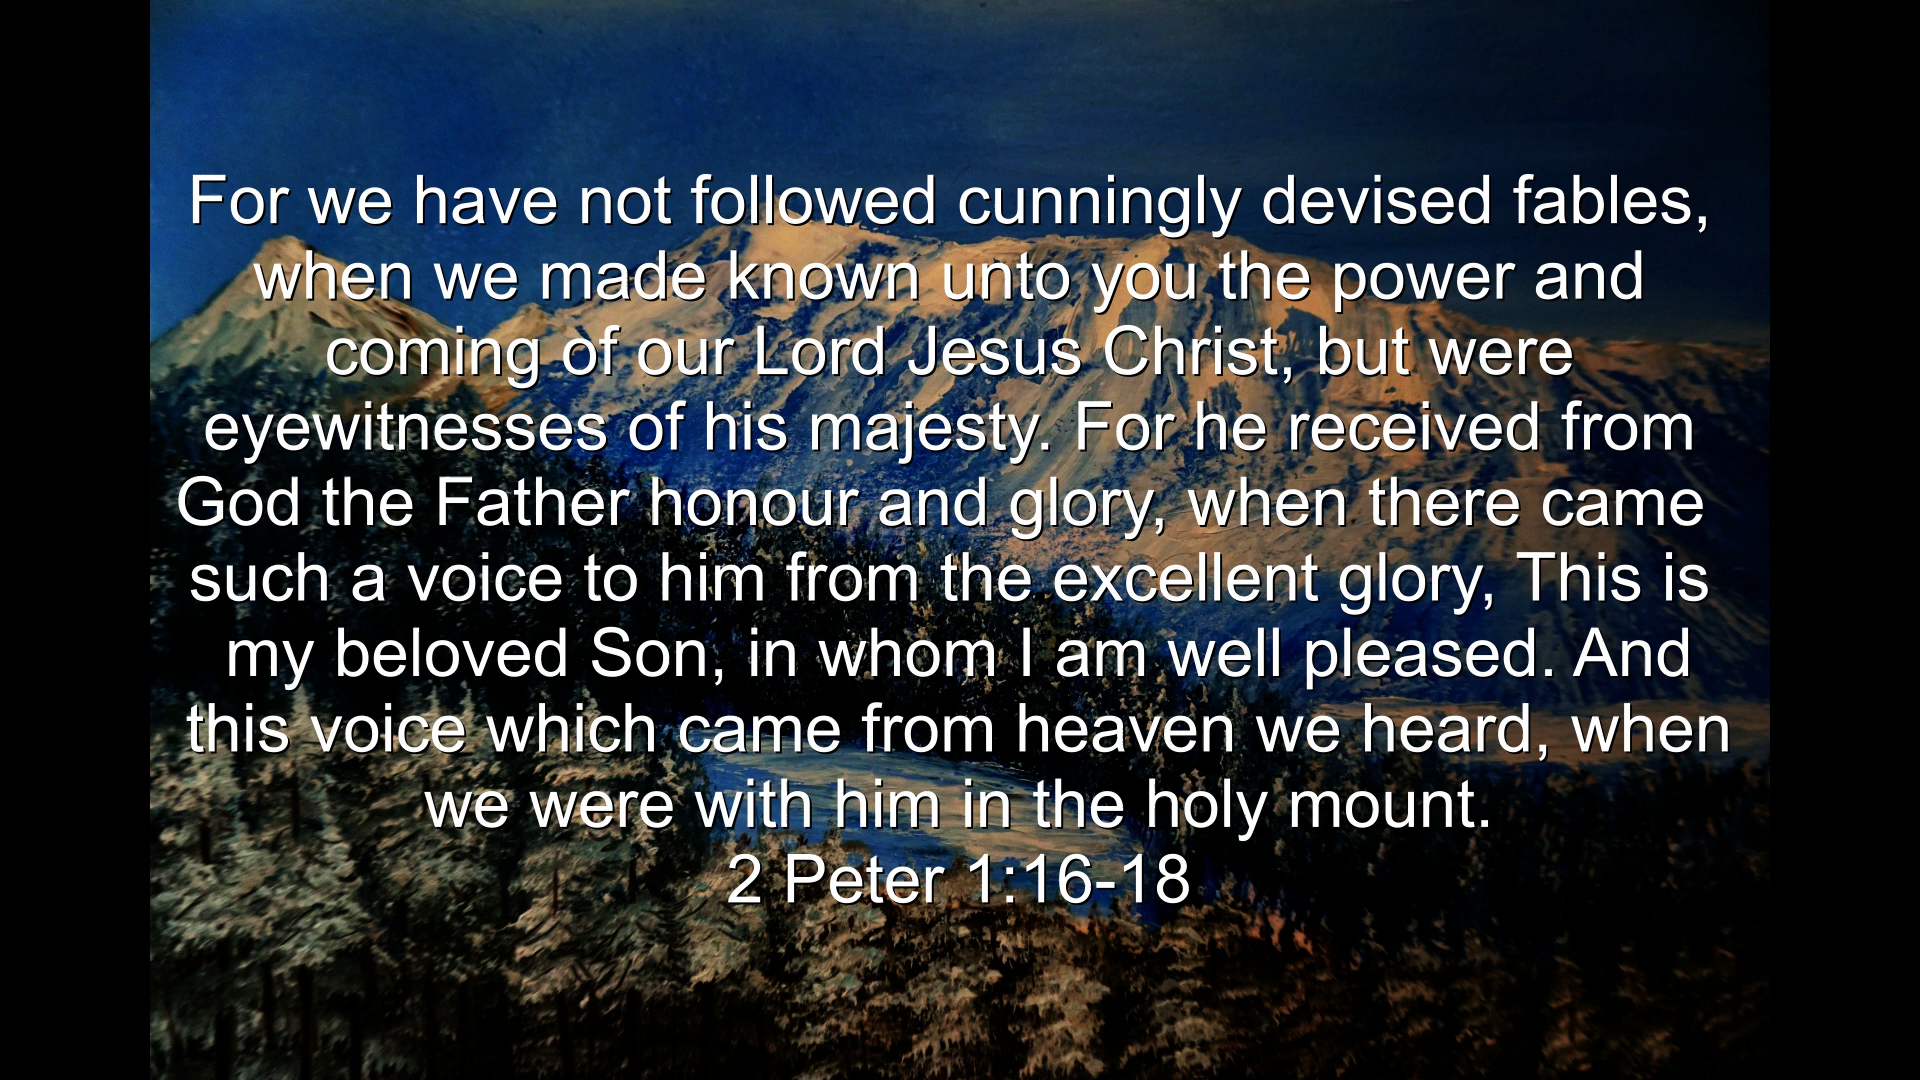 For we have not followed cunningly devised fables,
when we made known unto you the power and
coming of our Lord Jesus Christ, but were
eyewitnesses of his majesty. For he received from
God the Father honour and glory, when there came
such a voice to him from the excellent glory, This is
my beloved Son, in whom I am well pleased. And
this voice which came from heaven we heard, when
we were with him in the holy mount.
2 Peter 1:16-18